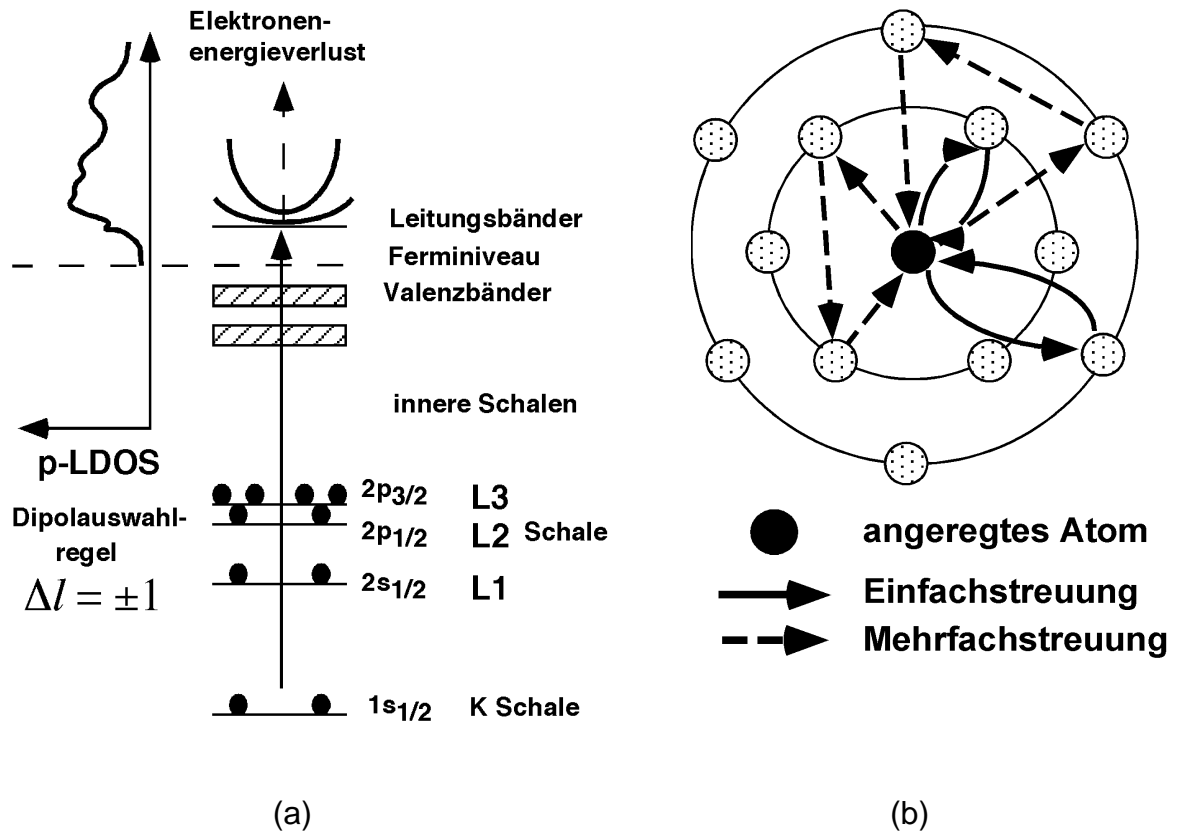 Elektronen-
energieverlust
Leitungsbänder
Ferminiveau
Valenzbänder
innere Schalen
p-LDOS
Dipolauswahl-
regel
Δl = ±1
2p3/2 L3
2p1/2 L2 Schale
2s1/2 L1
1s1/2 K Schale
(a)
angeregtes Atom
Einfachstreuung
Mehrfachstreuung
(b)